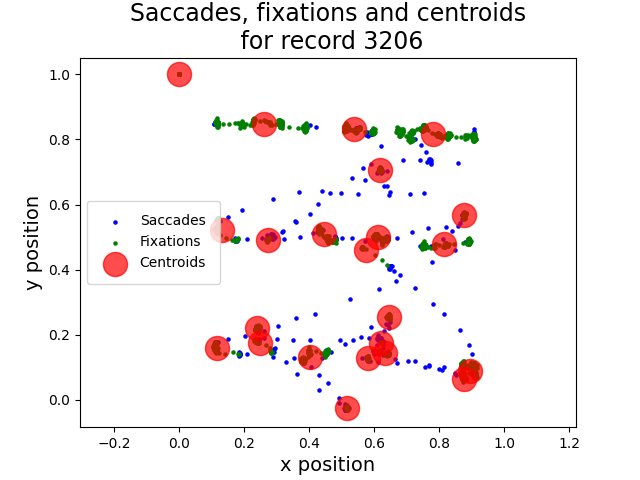 Saccades, fixations and centroids
for record 3206
1.0
0.8
0.6
0.4
0.2
0.0
y position
Saccades
Fixations
Centroids
−0.2 0.0 0.2 0.4 0.6 0.8 1.0 1.2
x position